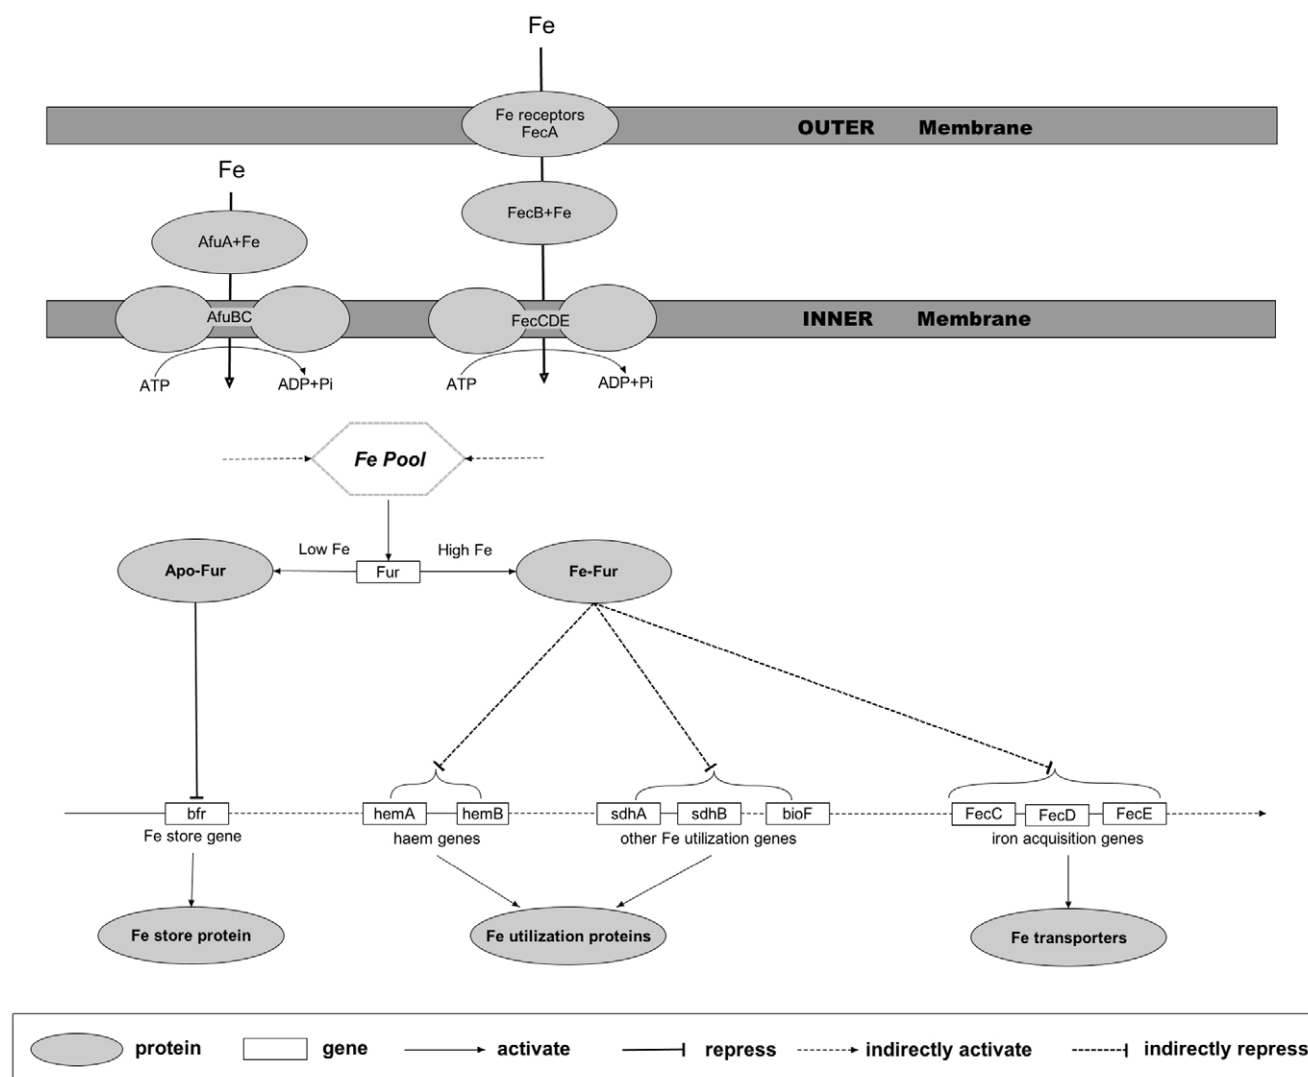 Fe
Fe receptors
FecA
OUTER Membrane
Fe
FecB+Fe
AfuA+Fe
AfuBC
FecCDE
INNER Membrane
ATP
ADP+Pi
ATP
ADP+Pi
Fe Pool
Low Fe
High Fe
Apo-Fur
Fur
Fe-Fur
bfr
hemA
hemB
sdhA
sdhB
bioF
FecC
FecD
FecE
Fe store gene
haem genes
other Fe utilization genes
iron acquisition genes
Fe store protein
Fe utilization proteins
Fe transporters
protein
gene
activate
repress
indirectly activate
indirectly repress